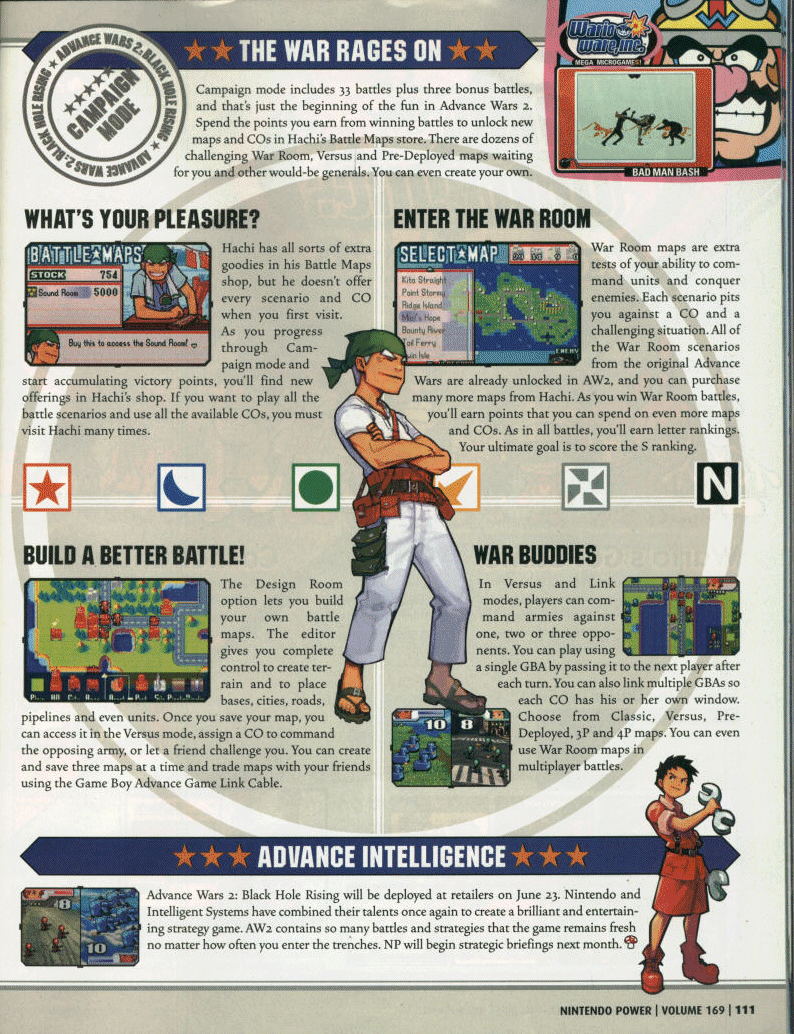 THE WAR RAGES ON
ADVANCE WARS 2: BLACK HOLE RISING ★ ADVANCE WARS 2: BLACK HOLE RISING ★
CAMPAIGN
MODE
Campaign mode includes 33 battles plus three bonus battles,
and that's just the beginning of the fun in Advance Wars 2.
Spend the points you earn from winning battles to unlock new
maps and COs in Hachi's Battle Maps store. There are dozens of
challenging War Room, Versus and Pre-Deployed maps waiting
for you and other would-be generals. You can even create your own.
Wario
Ware, Inc.
MEGA MICROGAMES!
BAD MAN BASH
WHAT'S YOUR PLEASURE?
BATTLE★MAPS
STOCK 754
Sound Room 5000
Buy this to access the Sound Room!
Hachi has all sorts of extra
goodies in his Battle Maps
shop, but he doesn't offer
every scenario and CO
when you first visit.
As you progress
through Cam-
paign mode and
start accumulating victory points, you'll find new
offerings in Hachi's shop. If you want to play all the
battle scenarios and use all the available COs, you must
visit Hachi many times.
ENTER THE WAR ROOM
SELECT★MAP
Kita Straight
Point Stormy
Ridge Island
Moji's Hope
Bounty River
Toil Ferry
Twin Isle
ENEMY
War Room maps are extra
tests of your ability to com-
mand units and conquer
enemies. Each scenario pits
you against a CO and a
challenging situation. All of
the War Room scenarios
from the original Advance
Wars are already unlocked in AW2, and you can purchase
many more maps from Hachi. As you win War Room battles,
you'll earn points that you can spend on even more maps
and COs. As in all battles, you'll earn letter rankings.
Your ultimate goal is to score the S ranking.
N
BUILD A BETTER BATTLE!
The Design Room
option lets you build
your own battle
maps. The editor
gives you complete
control to create ter-
rain and to place
bases, cities, roads,
pipelines and even units. Once you save your map, you
can access it in the Versus mode, assign a CO to command
the opposing army, or let a friend challenge you. You can create
and save three maps at a time and trade maps with your friends
using the Game Boy Advance Game Link Cable.
WAR BUDDIES
In Versus and Link
modes, players can com-
mand armies against
one, two or three oppo-
nents. You can play using
a single GBA by passing it to the next player after
each turn. You can also link multiple GBAs so
each CO has his or her own window.
Choose from Classic, Versus, Pre-
Deployed, 3P and 4P maps. You can even
use War Room maps in
multiplayer battles.
10 8
ADVANCE INTELLIGENCE
8
10
Advance Wars 2: Black Hole Rising will be deployed at retailers on June 23. Nintendo and
Intelligent Systems have combined their talents once again to create a brilliant and entertain-
ing strategy game. AW2 contains so many battles and strategies that the game remains fresh
no matter how often you enter the trenches. NP will begin strategic briefings next month.
NINTENDO POWER | VOLUME 169 | 111